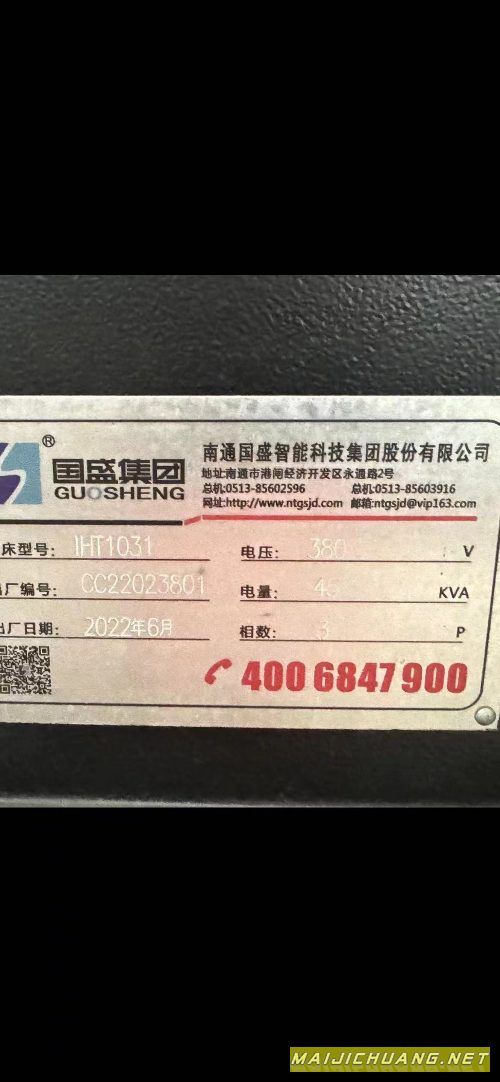 ®
国盛集团
GUOSHENG
南通国盛智能科技集团股份有限公司
地址:南通市港闸经济开发区永通路2号
总机:0513-85602596 总机:0513-85603916
网址:http://www.ntgsjd.com 邮箱:ntgsjd@vip163.com
床型号: IHT1031 电压: 380 V
厂编号: CC22023801 电量: KVA
出厂日期: 2022年6月 相数: 3 P
400 6847 900
MAIJICHUANG.NET